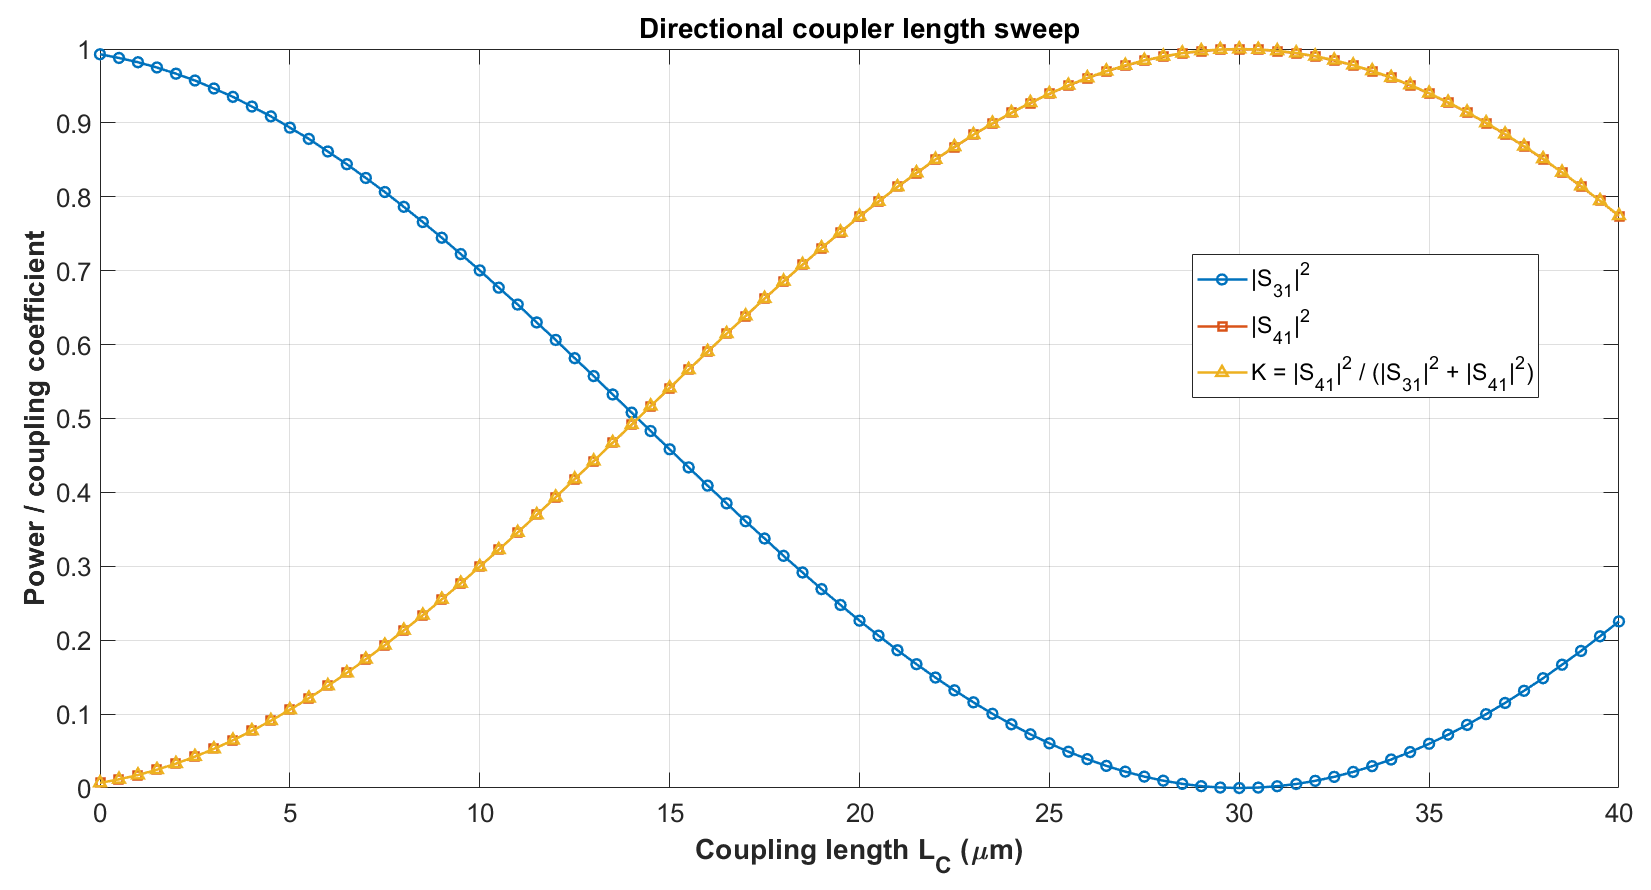 Directional coupler length sweep
1
0.9
0.8
0.7
0.6
0.5
0.4
0.3
0.2
0.1
0
Power / coupling coefficient
|S31|2
|S41|2
K = |S41|2 / (|S31|2 + |S41|2)
0 5 10 15 20 25 30 35 40
Coupling length LC (μm)